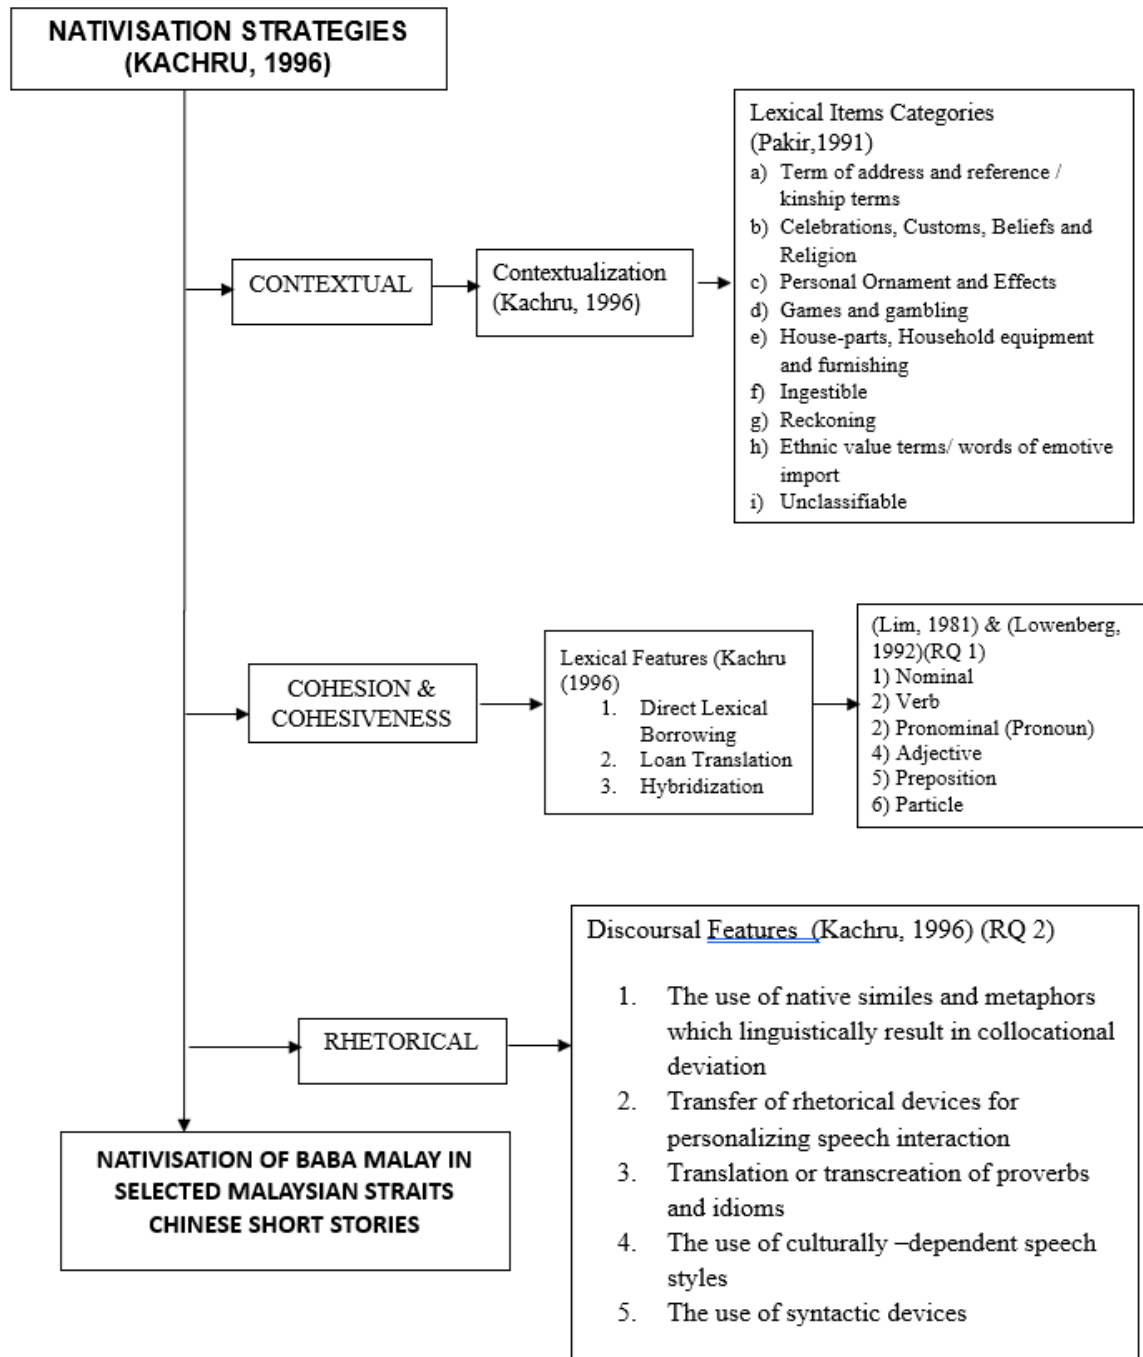 NATIVISATION STRATEGIES
(KACHRU, 1996)
Lexical Items Categories
(Pakir,1991)
a) Term of address and reference /
kinship terms
b) Celebrations, Customs, Beliefs and
Religion
c) Personal Ornament and Effects
d) Games and gambling
e) House-parts, Household equipment
and furnishing
f) Ingestible
g) Reckoning
h) Ethnic value terms/ words of emotive
import
i) Unclassifiable
CONTEXTUAL
Contextualization
(Kachru, 1996)
COHESION &
COHESIVENESS
Lexical Features (Kachru
(1996)
1. Direct Lexical
Borrowing
2. Loan Translation
3. Hybridization
(Lim, 1981) & (Lowenberg,
1992)(RQ 1)
1) Nominal
2) Verb
2) Pronominal (Pronoun)
4) Adjective
5) Preposition
6) Particle
RHETORICAL
Discoursal Features (Kachru, 1996) (RQ 2)
1. The use of native similes and metaphors
which linguistically result in collocational
deviation
2. Transfer of rhetorical devices for
personalizing speech interaction
3. Translation or transcreation of proverbs
and idioms
4. The use of culturally –dependent speech
styles
5. The use of syntactic devices
NATIVISATION OF BABA MALAY IN
SELECTED MALAYSIAN STRAITS
CHINESE SHORT STORIES